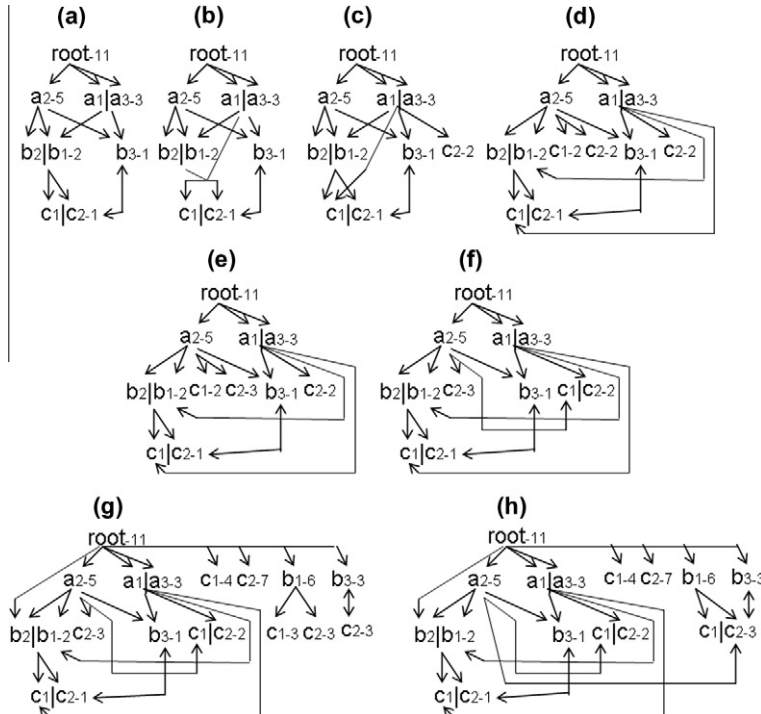 (a) (b) (c) (d)
root-11 root-11 root-11 root-11
a2-5 a1|a3-3 a2-5 a1|a3-3 a2-5 a1|a3-3 a2-5 a1|a3-3
b2|b1-2 b3-1 b2|b1-2 b3-1 b2|b1-2 b3-1 c2-2 b2|b1-2 c1-2 c2-2 b3-1 c2-2
c1|c2-1 c1|c2-1 c1|c2-1 c1|c2-1
(e) (f)
root-11 root-11
a2-5 a1|a3-3 a2-5 a1|a3-3
b2|b1-2 c1-2 c2-3 b3-1 c2-2 b2|b1-2 c2-3 b3-1 c1|c2-2
c1|c2-1 c1|c2-1
(g) (h)
root-11 root-11
a2-5 a1|a3-3 c1-4 c2-7 b1-6 b3-3 a2-5 a1|a3-3 c1-4 c2-7 b1-6 b3-3
b2|b1-2 c2-3 b3-1 c1|c2-2 c1-3 c2-3 c2-3 b2|b1-2 b3-1 c1|c2-2 c1|c2-3
c1|c2-1 c1|c2-1